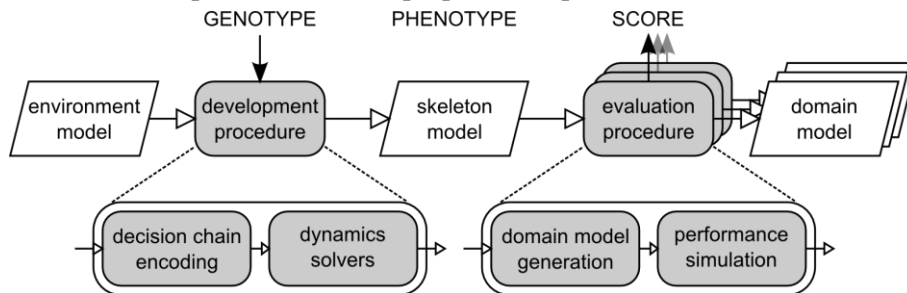 GENOTYPE
PHENOTYPE
SCORE
environment
model
development
procedure
skeleton
model
evaluation
procedure
domain
model
decision chain
encoding
dynamics
solvers
domain model
generation
performance
simulation